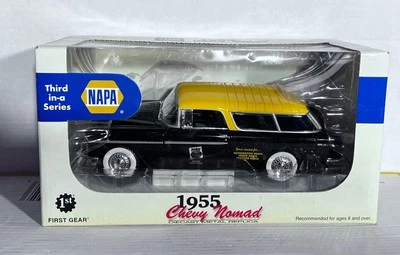 Third
in-a
Series
NAPA
1st
FIRST GEAR
1955
Chevy Nomad
DIECAST METAL REPLICA
Recommended for ages 8 and over.